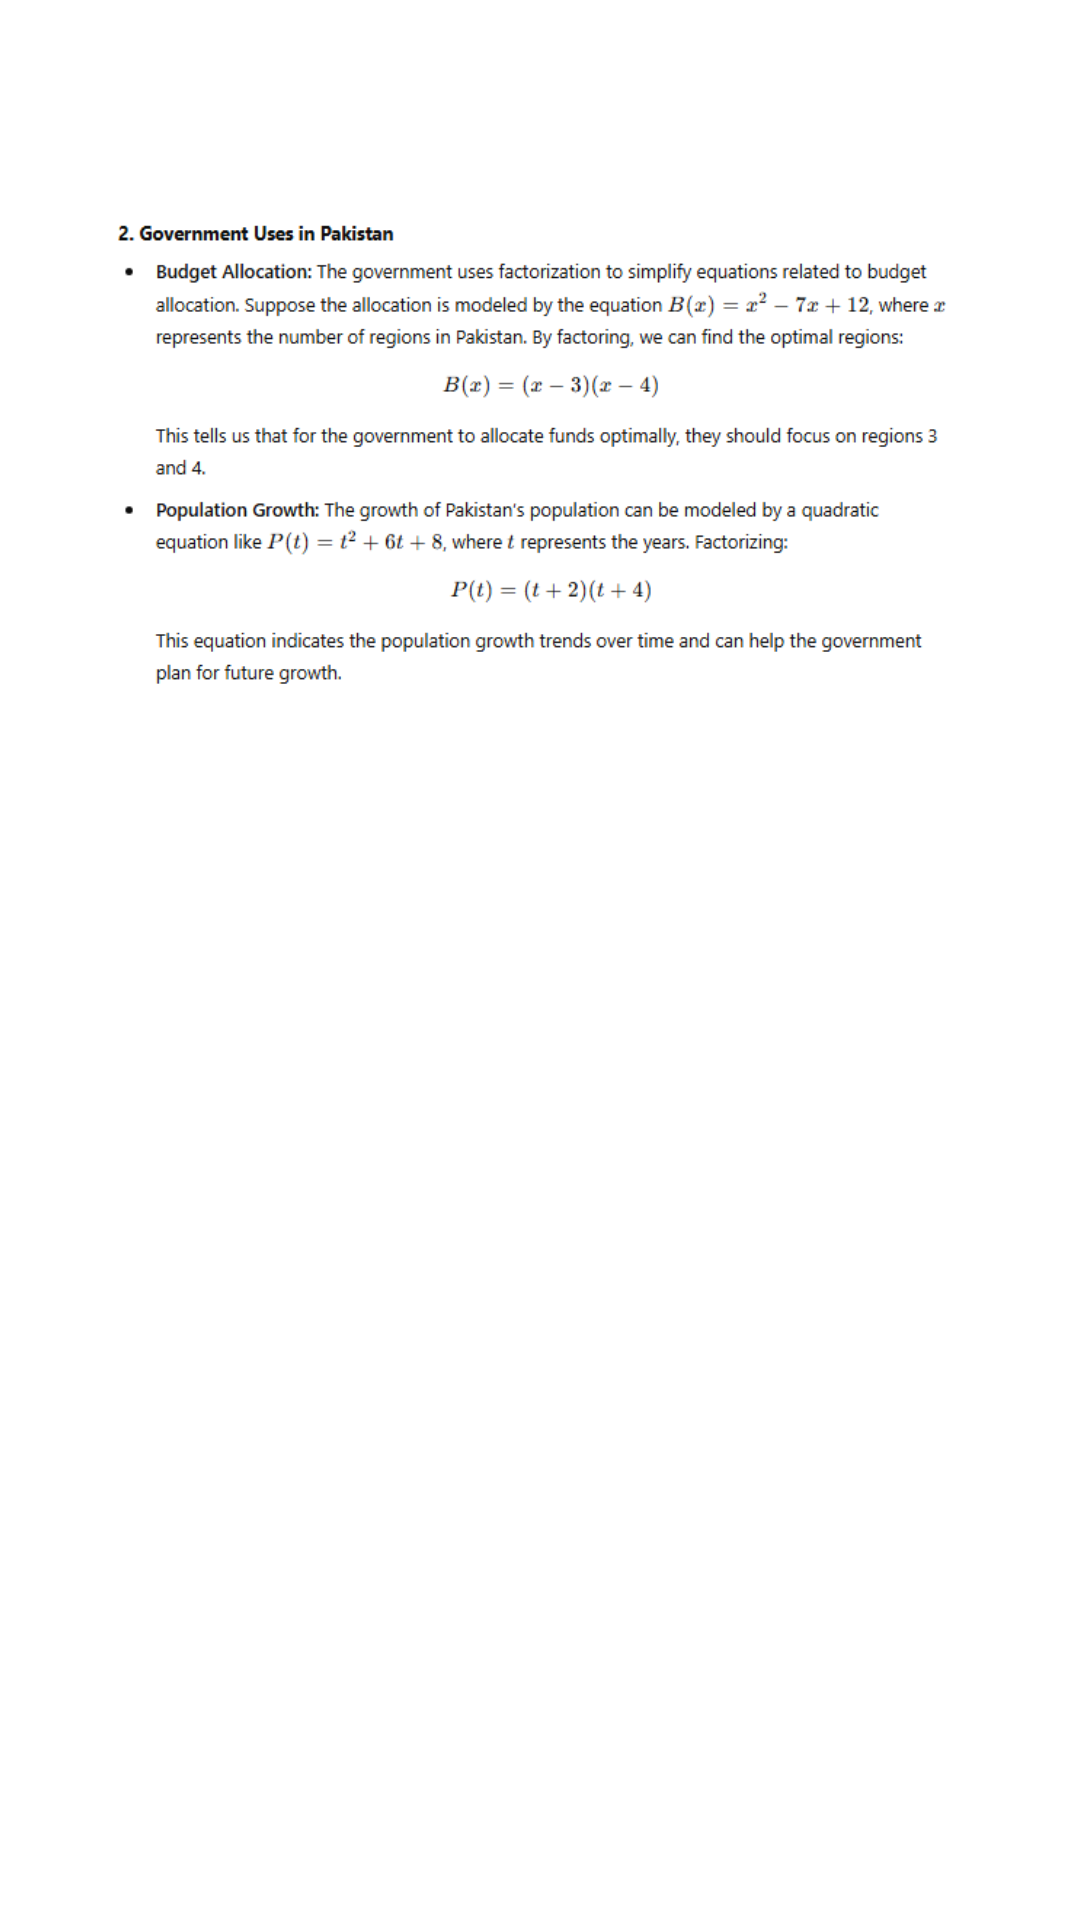 2. Government Uses in Pakistan
• Budget Allocation: The government uses factorization to simplify equations related to budget
allocation. Suppose the allocation is modeled by the equation B(x) = x² − 7x + 12, where x
represents the number of regions in Pakistan. By factoring, we can find the optimal regions:
B(x) = (x − 3)(x − 4)
This tells us that for the government to allocate funds optimally, they should focus on regions 3
and 4.
• Population Growth: The growth of Pakistan's population can be modeled by a quadratic
equation like P(t) = t² + 6t + 8, where t represents the years. Factorizing:
P(t) = (t + 2)(t + 4)
This equation indicates the population growth trends over time and can help the government
plan for future growth.